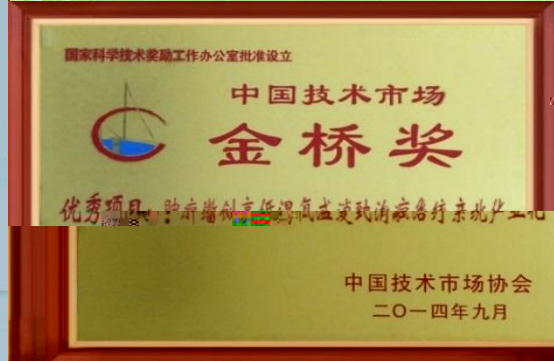 国家科学技术奖励工作办公室批准设立
中国技术市场
金桥奖
优秀项目：
中国技术市场协会
二〇一四年九月